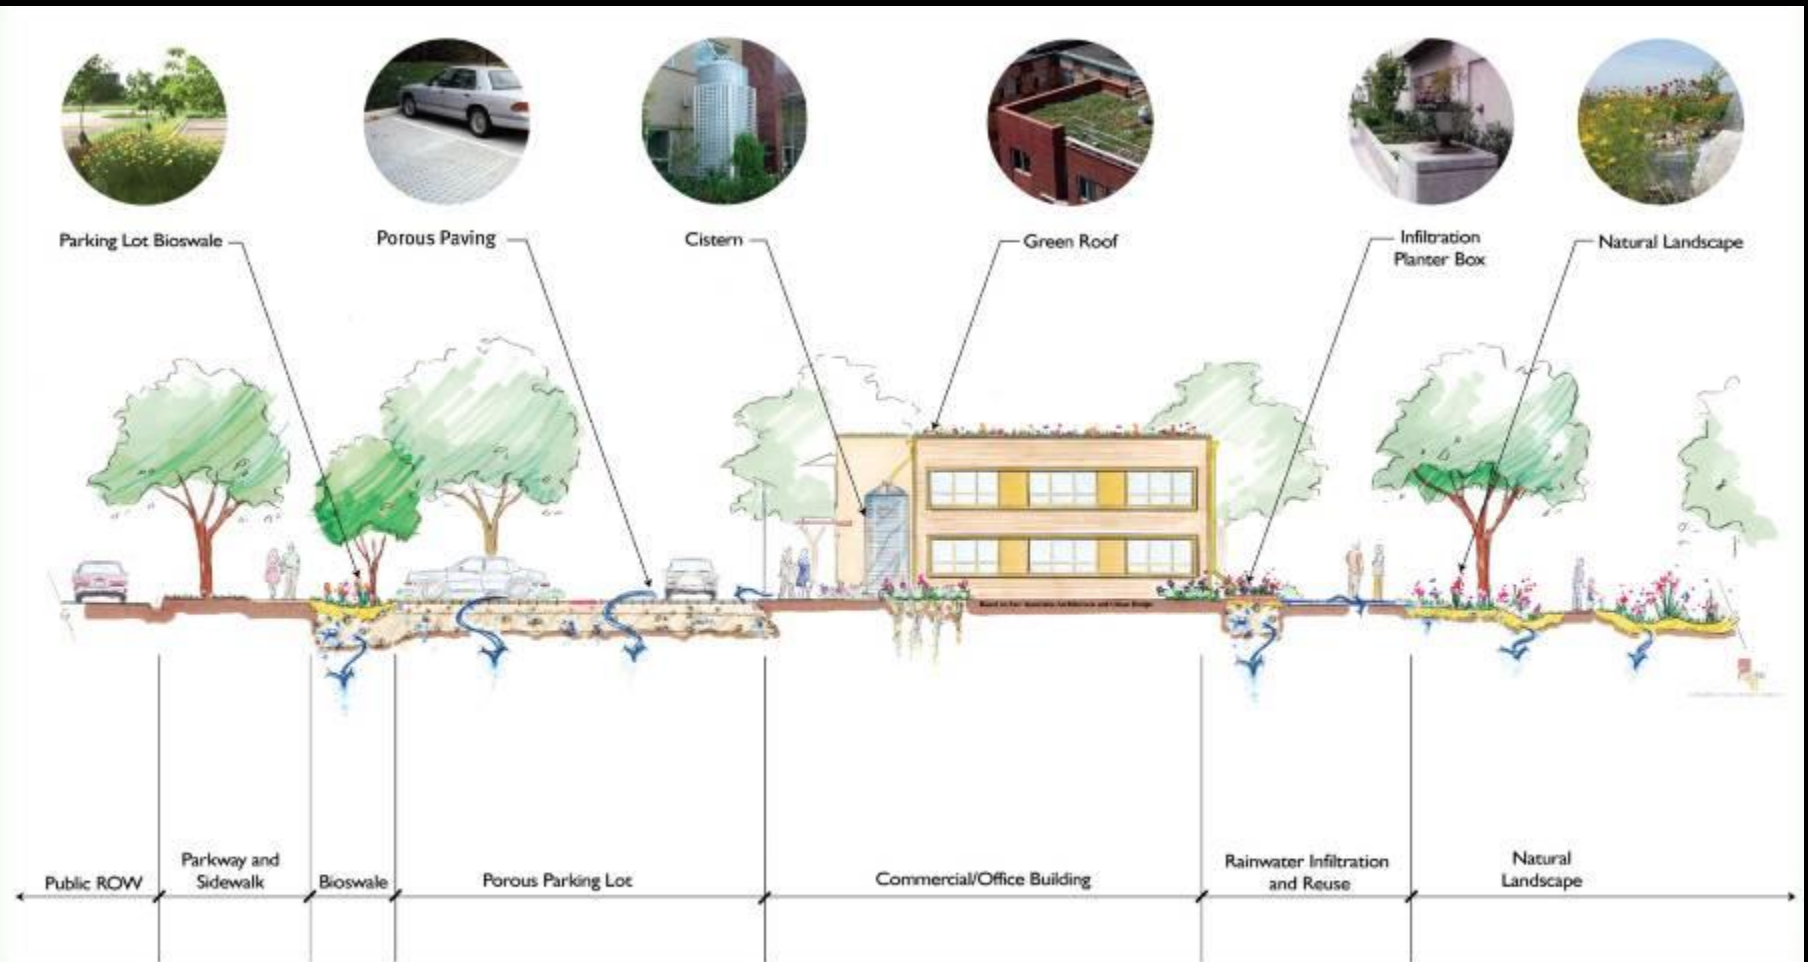 Parking Lot Bioswale
Porous Paving
Cistern
Green Roof
Infiltration
Planter Box
Natural Landscape
Public ROW
Parkway and
Sidewalk
Bioswale
Porous Parking Lot
Commercial/Office Building
Rainwater Infiltration
and Reuse
Natural
Landscape